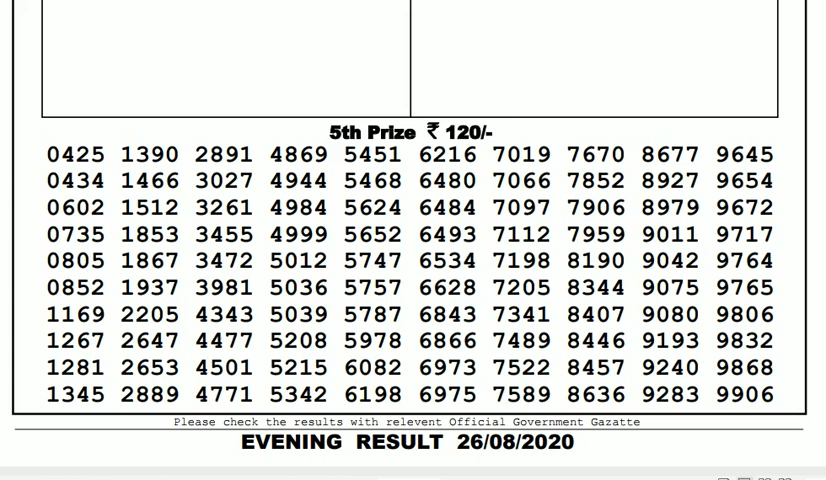 5th Prize ₹ 120/-
0425 1390 2891 4869 5451 6216 7019 7670 8677 9645
0434 1466 3027 4944 5468 6480 7066 7852 8927 9654
0602 1512 3261 4984 5624 6484 7097 7906 8979 9672
0735 1853 3455 4999 5652 6493 7112 7959 9011 9717
0805 1867 3472 5012 5747 6534 7198 8190 9042 9764
0852 1937 3981 5036 5757 6628 7205 8344 9075 9765
1169 2205 4343 5039 5787 6843 7341 8407 9080 9806
1267 2647 4477 5208 5978 6866 7489 8446 9193 9832
1281 2653 4501 5215 6082 6973 7522 8457 9240 9868
1345 2889 4771 5342 6198 6975 7589 8636 9283 9906
Please check the results with relevent Official Government Gazatte
EVENING RESULT 26/08/2020